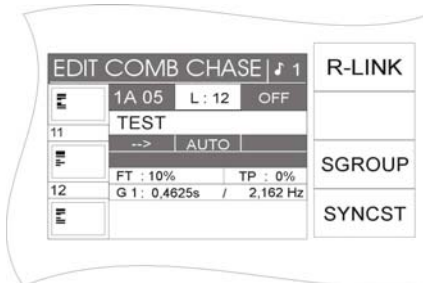 EDIT COMB CHASE ♪ 1
R-LINK
1A 05 L : 12 OFF
TEST
11
--> AUTO
SGROUP
FT : 10% TP : 0%
12
G 1 : 0,4625s / 2,162 Hz
SYNCST